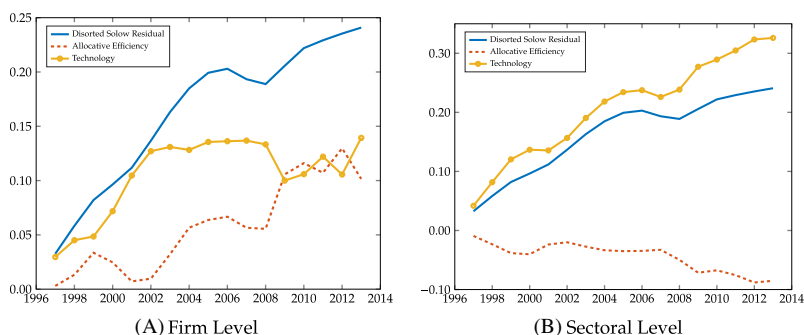 Disorted Solow Residual
Allocative Efficiency
Technology
0.25
0.20
0.15
0.10
0.05
0.00
1996 1998 2000 2002 2004 2006 2008 2010 2012 2014
(A) Firm Level
Disorted Solow Residual
Allocative Efficiency
Technology
0.30
0.20
0.10
0.00
−0.10
1996 1998 2000 2002 2004 2006 2008 2010 2012 2014
(B) Sectoral Level